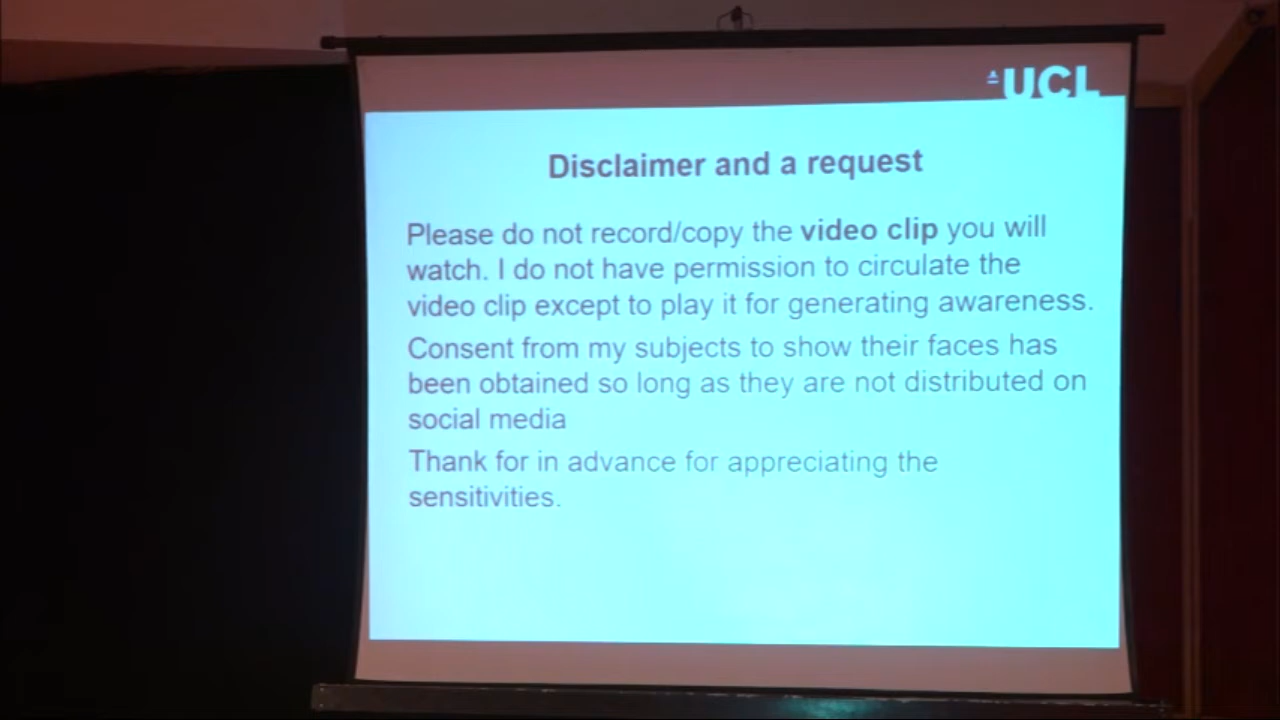 UCL
Disclaimer and a request
Please do not record/copy the video clip you will
watch. I do not have permission to circulate the
video clip except to play it for generating awareness.
Consent from my subjects to show their faces has
been obtained so long as they are not distributed on
social media
Thank for in advance for appreciating the
sensitivities.